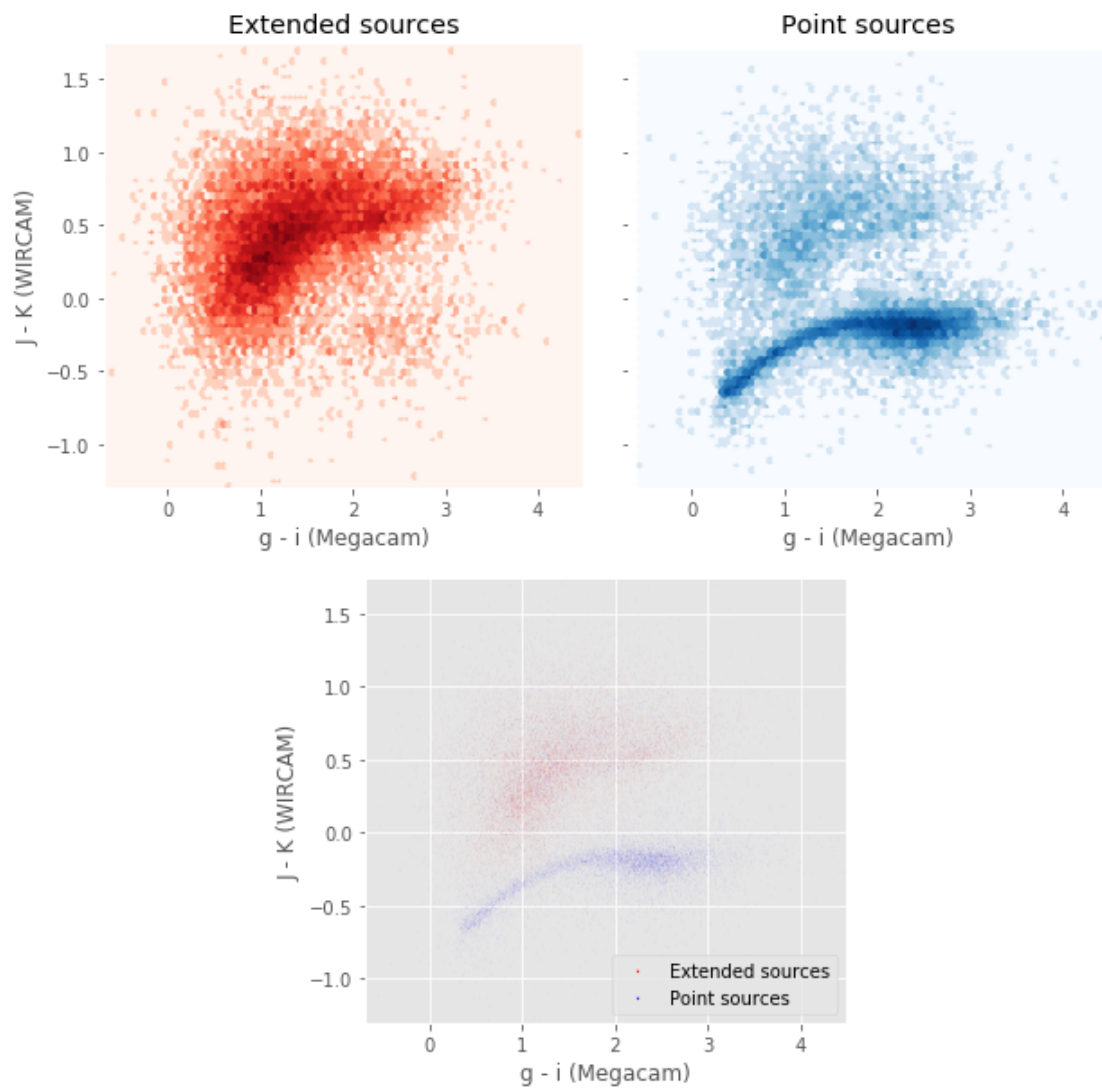 Extended sources
Point sources
1.5
1.0
0.5
0.0
−0.5
−1.0
J - K (WIRCAM)
0 1 2 3 4
g - i (Megacam)
0 1 2 3 4
g - i (Megacam)
1.5
1.0
0.5
0.0
−0.5
−1.0
J - K (WIRCAM)
Extended sources
Point sources
0 1 2 3 4
g - i (Megacam)